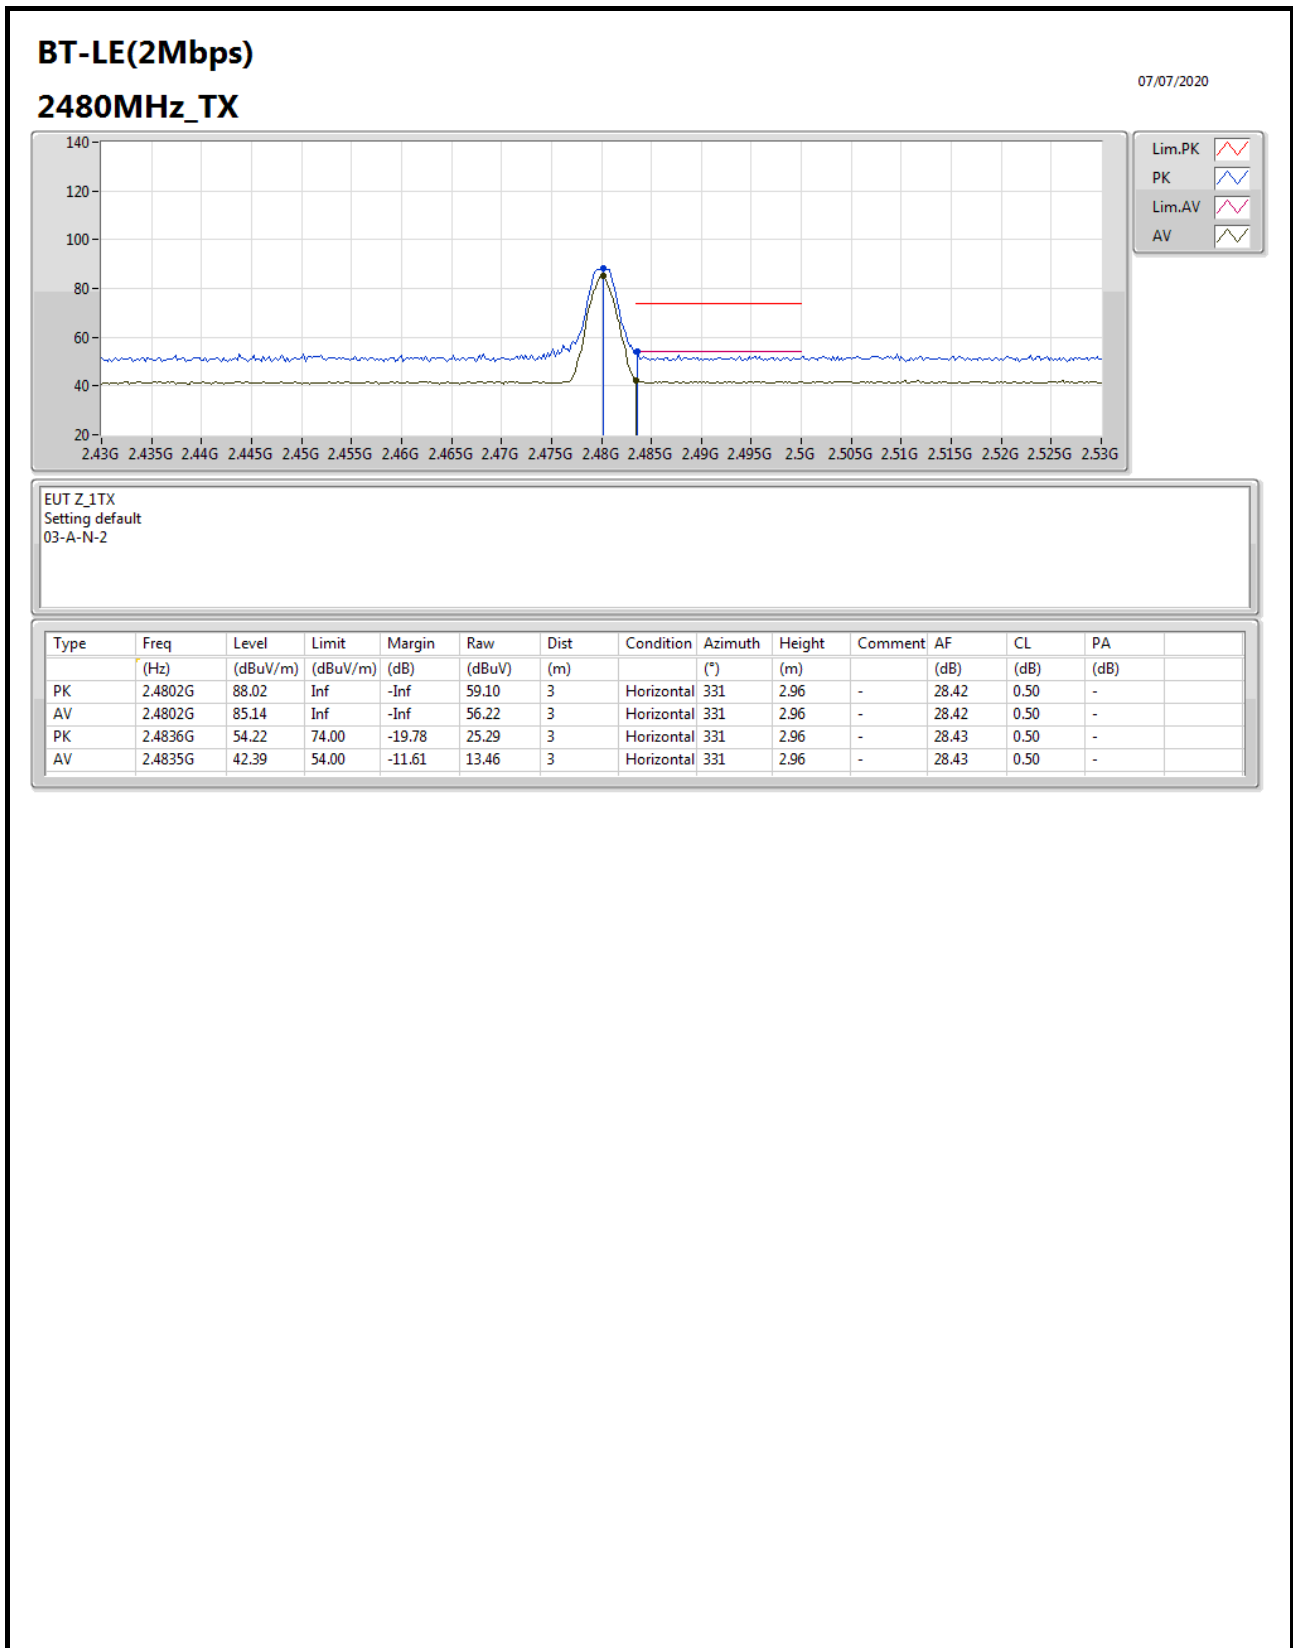 BT-LE(2Mbps)
07/07/2020
2480MHz_TX
140
120
100
80
60
40
20
2.43G 2.435G 2.44G 2.445G 2.45G 2.455G 2.46G 2.465G 2.47G 2.475G 2.48G 2.485G 2.49G 2.495G 2.5G 2.505G 2.51G 2.515G 2.52G 2.525G 2.53G
Lim.PK
PK
Lim.AV
AV
EUT Z_1TX
Setting default
03-A-N-2
Type Freq Level Limit Margin Raw Dist Condition Azimuth Height Comment AF CL PA
(Hz) (dBuV/m) (dBuV/m) (dB) (dBuV) (m) (°) (m) (dB) (dB) (dB)
PK 2.4802G 88.02 Inf -Inf 59.10 3 Horizontal 331 2.96 - 28.42 0.50 -
AV 2.4802G 85.14 Inf -Inf 56.22 3 Horizontal 331 2.96 - 28.42 0.50 -
PK 2.4836G 54.22 74.00 -19.78 25.29 3 Horizontal 331 2.96 - 28.43 0.50 -
AV 2.4835G 42.39 54.00 -11.61 13.46 3 Horizontal 331 2.96 - 28.43 0.50 -